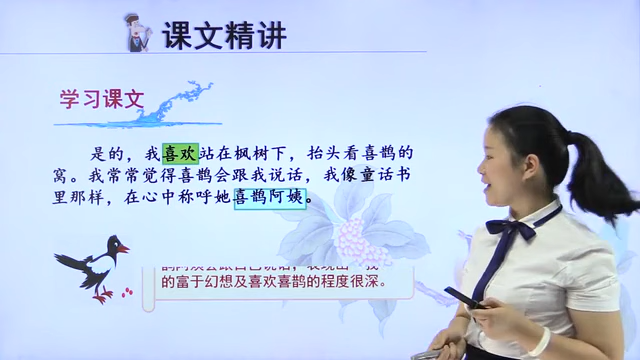 课文精讲
学习课文
是的，我喜欢站在枫树下，抬头看喜鹊的
窝。我常常觉得喜鹊会跟我说话，我像童话书
里那样，在心中称呼她喜鹊阿姨。
的富于幻想及喜欢喜鹊的程度很深。